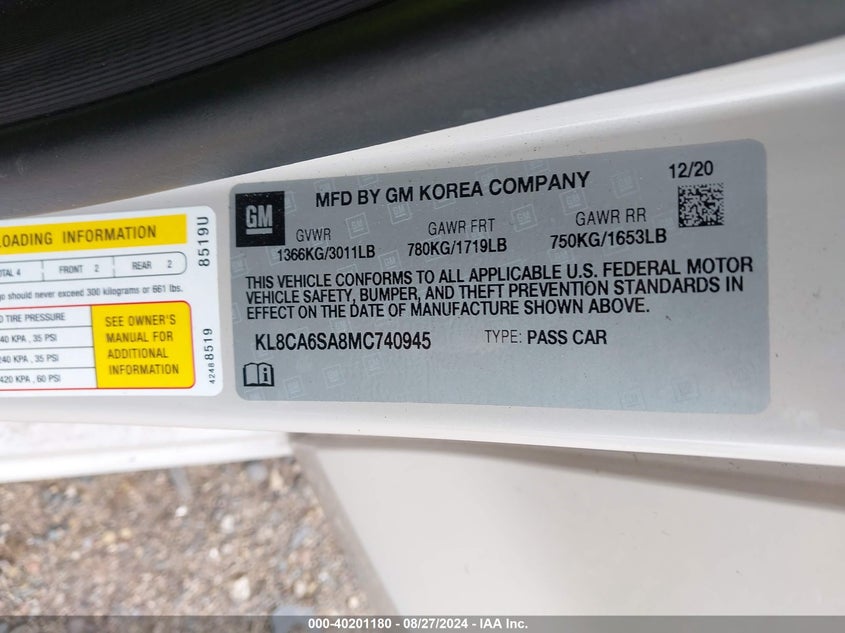 MFD BY GM KOREA COMPANY
12/20
GM
GVWR
GAWR FRT
GAWR RR
1366KG/3011LB
780KG/1719LB
750KG/1653LB
THIS VEHICLE CONFORMS TO ALL APPLICABLE U.S. FEDERAL MOTOR
VEHICLE SAFETY, BUMPER, AND THEFT PREVENTION STANDARDS IN
EFFECT ON THE DATE OF MANUFACTURE SHOWN ABOVE.
KL8CA6SA8MC740945
TYPE: PASS CAR
LOADING INFORMATION
8519U
4 FRONT 2 REAR 2
should never exceed 300 kilograms or 661 lbs.
TIRE PRESSURE
KPA , 35 PSI
240 KPA , 35 PSI
420 KPA , 60 PSI
SEE OWNER'S
MANUAL FOR
ADDITIONAL
INFORMATION
42488519
000-40201180 - 08/27/2024 - IAA Inc.